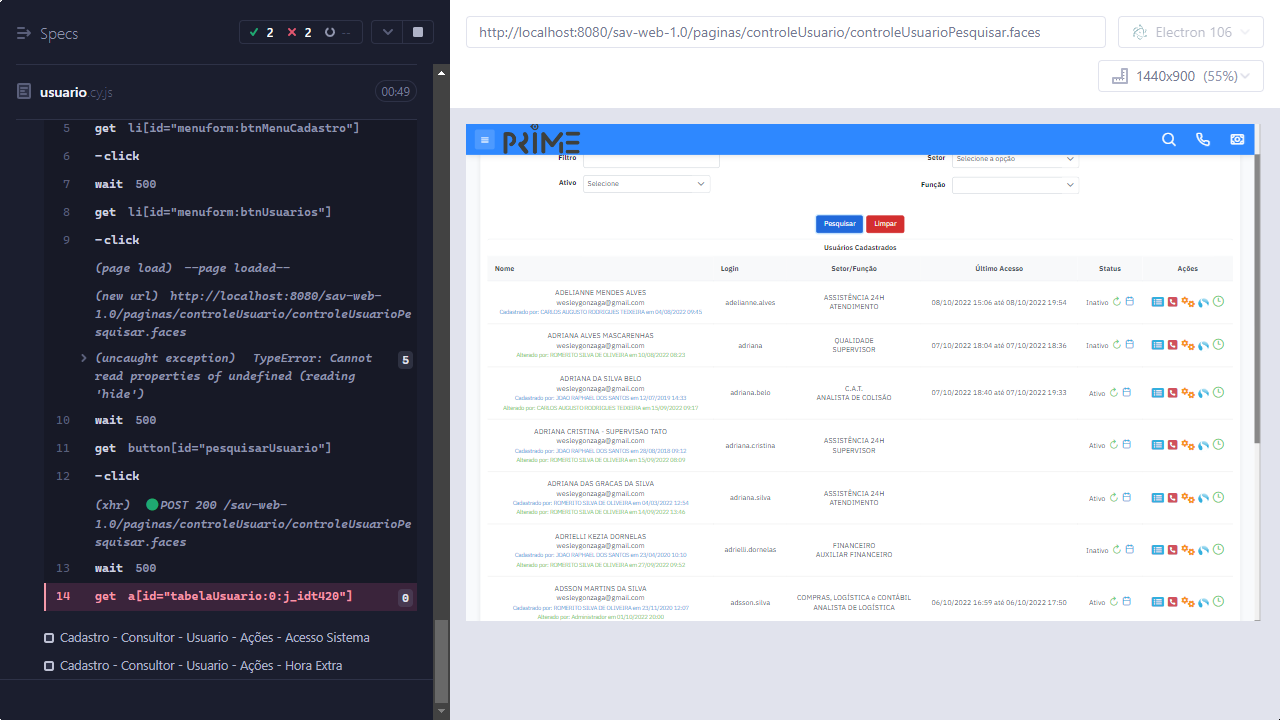 Specs
2
2
--
usuario.cy.js
00:49
5 get li[id="menuform:btnMenuCadastro"]
6 -click
7 wait 500
8 get li[id="menuform:btnUsuarios"]
9 -click
(page load) --page loaded--
(new url) http://localhost:8080/sav-web-
1.0/paginas/controleUsuario/controleUsuarioPe
squisar.faces
(uncaught exception) TypeError: Cannot
read properties of undefined (reading
'hide')
5
10 wait 500
11 get button[id="pesquisarUsuario"]
12 -click
(xhr) POST 200 /sav-web-
1.0/paginas/controleUsuario/controleUsuarioPe
squisar.faces
13 wait 500
14 get a[id="tabelaUsuario:0:j_idt420"]
0
Cadastro - Consultor - Usuario - Ações - Acesso Sistema
Cadastro - Consultor - Usuario - Ações - Hora Extra
http://localhost:8080/sav-web-1.0/paginas/controleUsuario/controleUsuarioPesquisar.faces
Electron 106
1440x900 (55%)
PRIME
Filtro
Setor Selecione a opção
Ativo Selecione
Função
Pesquisar Limpar
Usuários Cadastrados
Nome Login Setor/Função Último Acesso Status Ações
ADELIANNE MENDES ALVES
wesleygonzaga@gmail.com
Cadastrado por: CARLOS AUGUSTO RODRIGUES TEIXEIRA em 04/08/2022 09:45
adelianne.alves
ASSISTÊNCIA 24H
ATENDIMENTO
08/10/2022 15:06 até 08/10/2022 19:54
Inativo
ADRIANA ALVES MASCARENHAS
wesleygonzaga@gmail.com
Alterado por: ROMERITO SILVA DE OLIVEIRA em 10/08/2022 08:23
adriana
QUALIDADE
SUPERVISOR
07/10/2022 18:04 até 07/10/2022 18:36
Inativo
ADRIANA DA SILVA BELO
wesleygonzaga@gmail.com
Cadastrado por: JOAO RAPHAEL DOS SANTOS em 12/07/2019 14:33
Alterado por: CARLOS AUGUSTO RODRIGUES TEIXEIRA em 15/09/2022 09:17
adriana.belo
C.A.T.
ANALISTA DE COLISÃO
07/10/2022 18:40 até 07/10/2022 19:33
Ativo
ADRIANA CRISTINA - SUPERVISAO TATO
wesleygonzaga@gmail.com
Cadastrado por: JOAO RAPHAEL DOS SANTOS em 28/08/2018 09:12
Alterado por: ROMERITO SILVA DE OLIVEIRA em 15/09/2022 08:09
adriana.cristina
ASSISTÊNCIA 24H
SUPERVISOR
Ativo
ADRIANA DAS GRACAS DA SILVA
wesleygonzaga@gmail.com
Cadastrado por: ROMERITO SILVA DE OLIVEIRA em 04/03/2022 12:54
Alterado por: ROMERITO SILVA DE OLIVEIRA em 14/09/2022 13:46
adriana.silva
ASSISTÊNCIA 24H
ATENDIMENTO
Ativo
ADRIELLI KEZIA DORNELAS
wesleygonzaga@gmail.com
Cadastrado por: JOAO RAPHAEL DOS SANTOS em 23/04/2020 10:10
Alterado por: ROMERITO SILVA DE OLIVEIRA em 27/09/2022 09:52
adrielli.dornelas
FINANCEIRO
AUXILIAR FINANCEIRO
Inativo
ADSSON MARTINS DA SILVA
wesleygonzaga@gmail.com
Cadastrado por: ROMERITO SILVA DE OLIVEIRA em 23/11/2020 12:07
Alterado por: Administrador em 01/10/2022 20:00
adsson.silva
COMPRAS, LOGÍSTICA e CONTÁBIL
ANALISTA DE LOGÍSTICA
06/10/2022 16:59 até 06/10/2022 17:50
Ativo